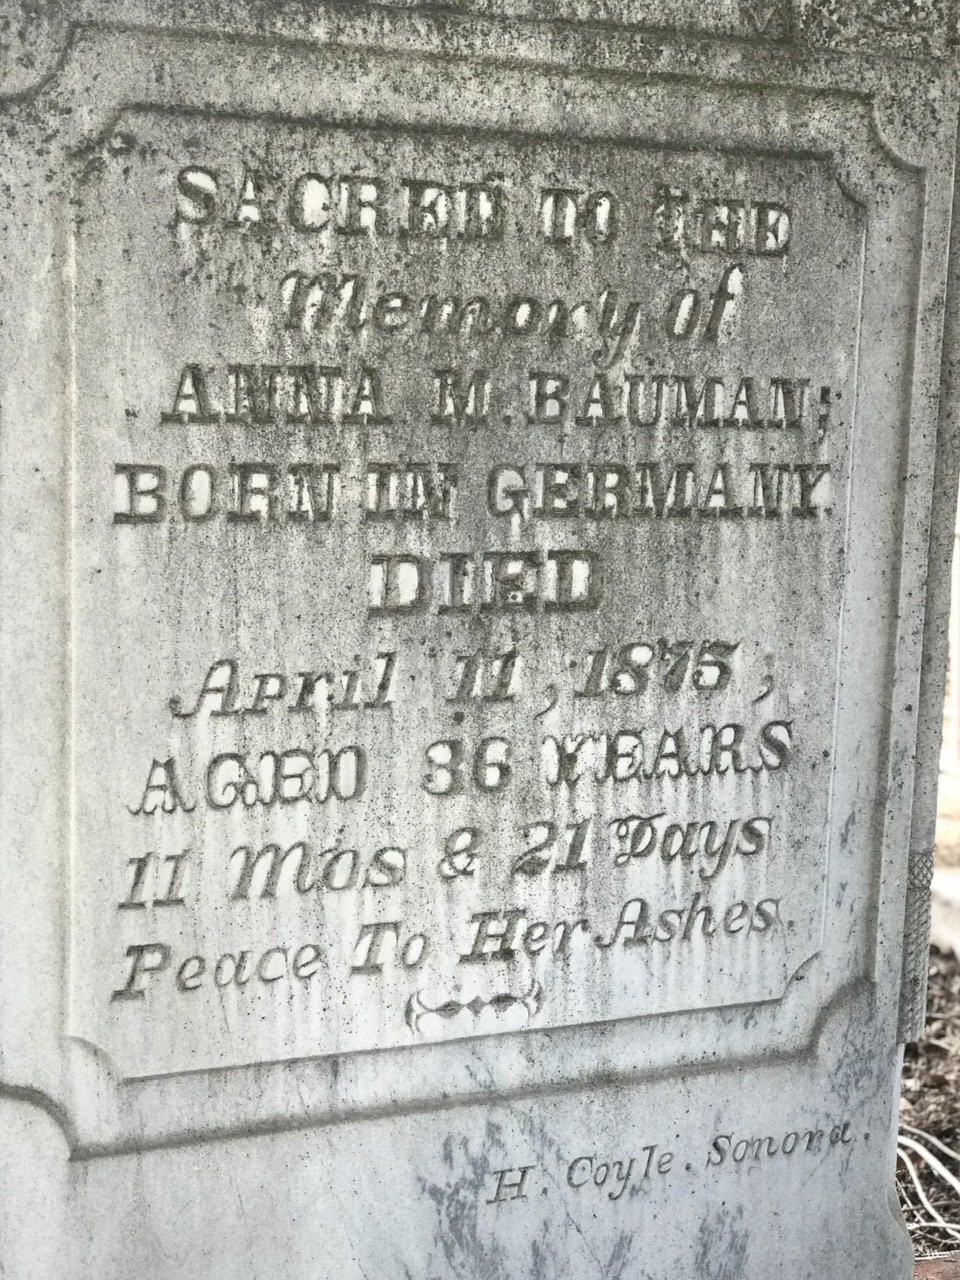 SACRED TO THE
Memory of
ANNA M. BAUMAN;
BORN IN GERMANY.
DIED
April 11, 1875;
AGED 36 YEARS.
11 Mos & 21 Days
Peace To Her Ashes.
H. Coyle. Sonora.